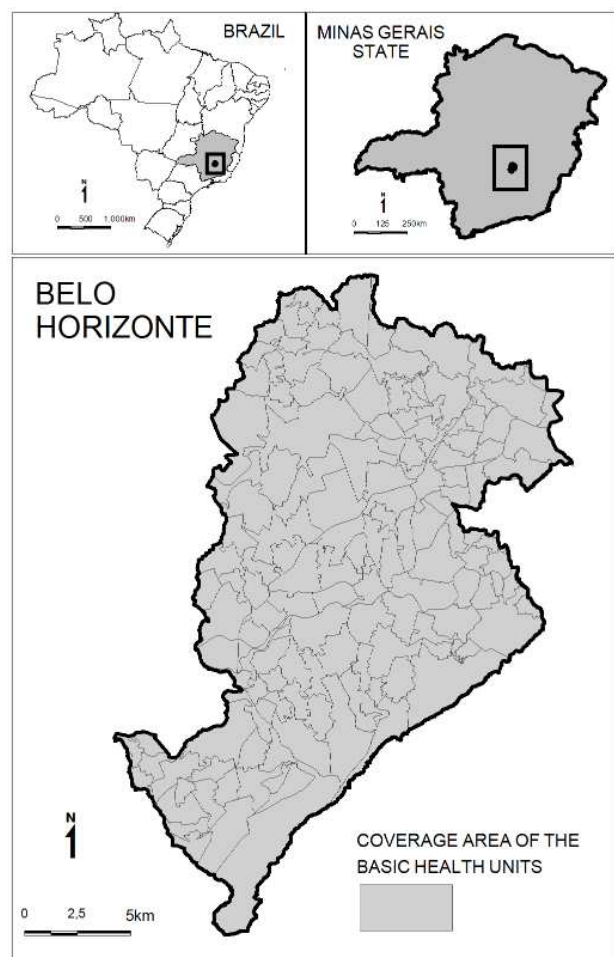 BRAZIL
N
0 500 1.000km
MINAS GERAIS
STATE
N
0 125 250km
BELO
HORIZONTE
N
0 2,5 5km
COVERAGE AREA OF THE
BASIC HEALTH UNITS